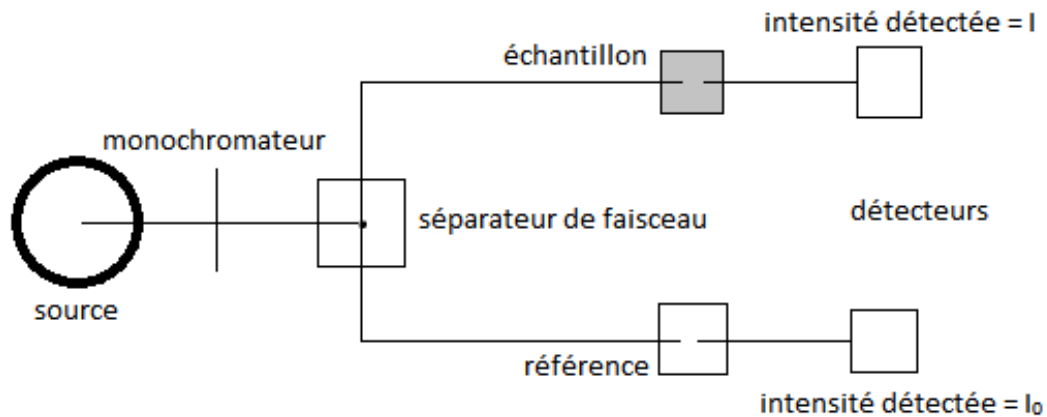 intensité détectée = I
échantillon
monochromateur
séparateur de faisceau
détecteurs
source
référence
intensité détectée = I₀